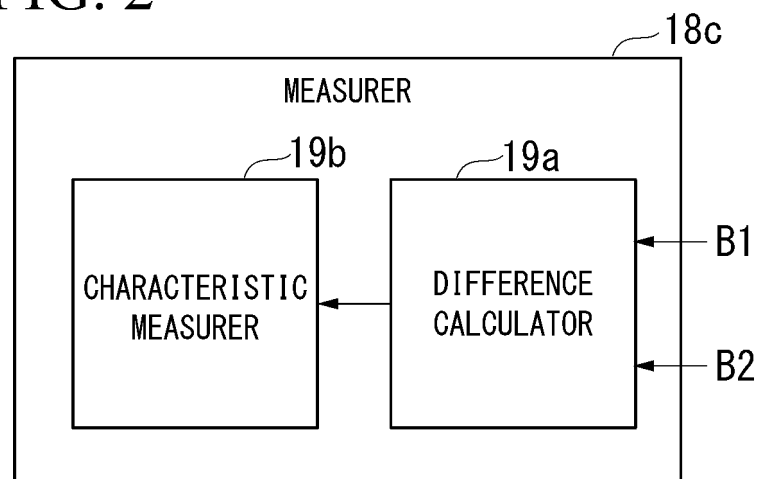 FIG. 2
18c
MEASURER
19b
19a
CHARACTERISTIC
MEASURER
DIFFERENCE
CALCULATOR
B1
B2